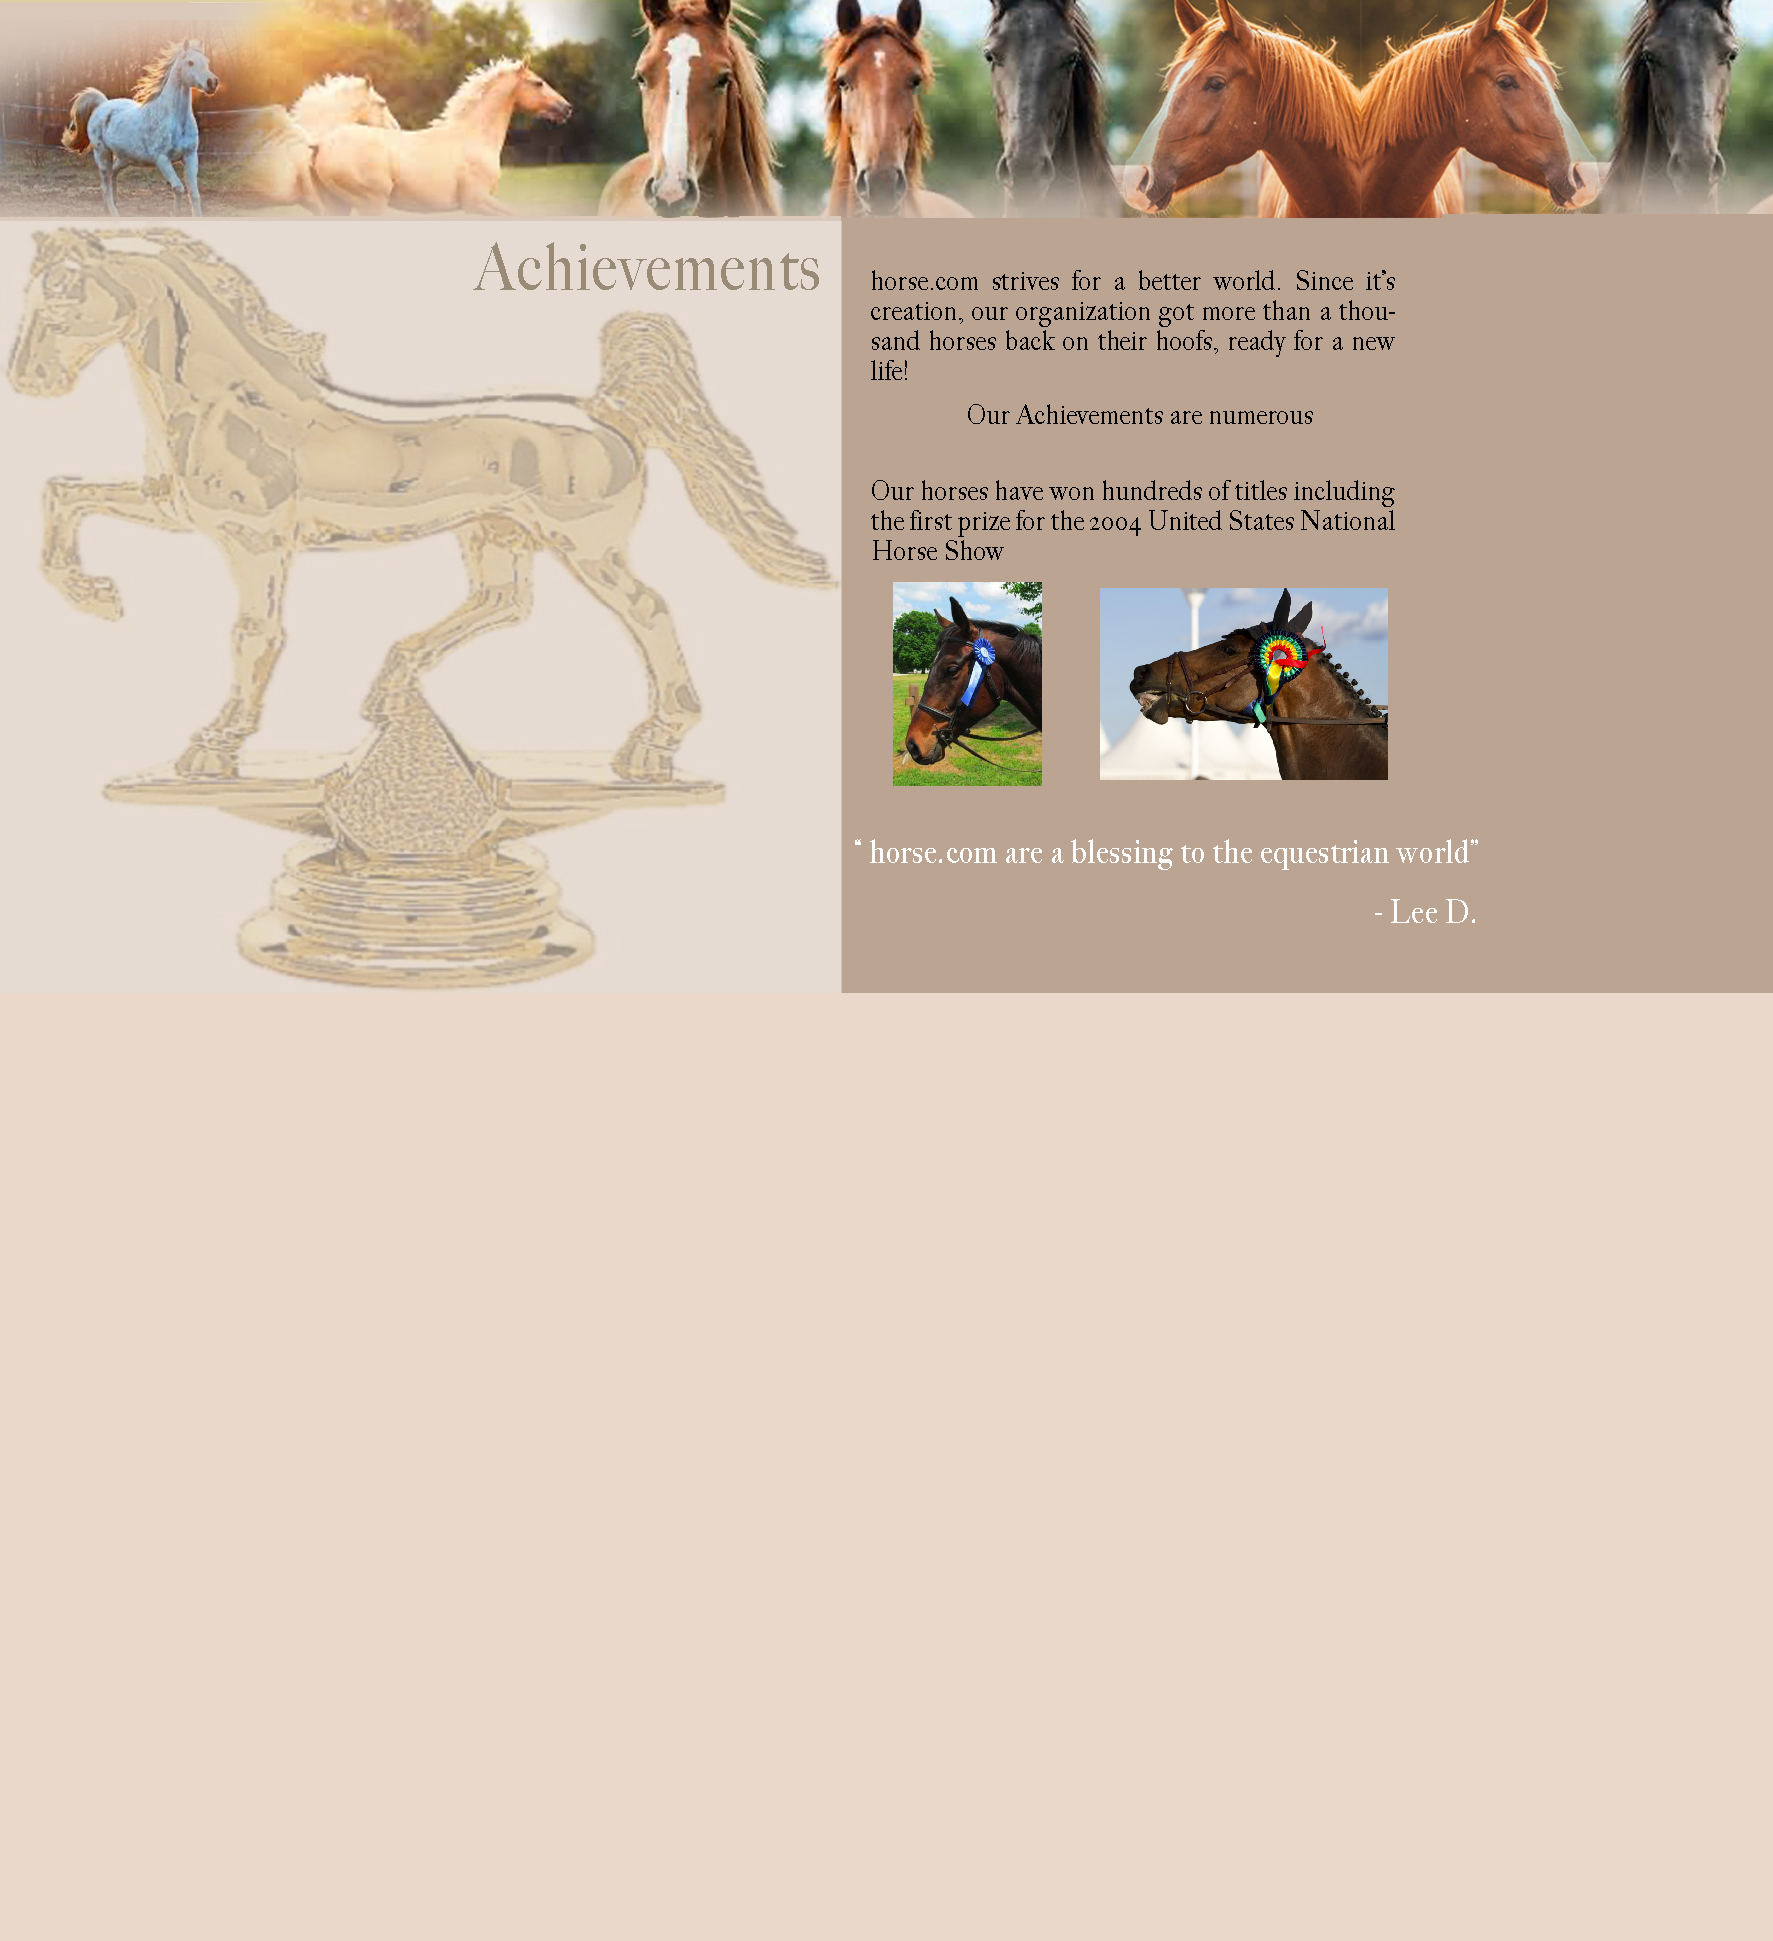 Achievements
horse.com strives for a better world. Since it's
creation, our organization got more than a thou-
sand horses back on their hoofs, ready for a new
life!
Our Achievements are numerous
Our horses have won hundreds of titles including
the first prize for the 2004 United States National
Horse Show
“ horse.com are a blessing to the equestrian world”
- Lee D.